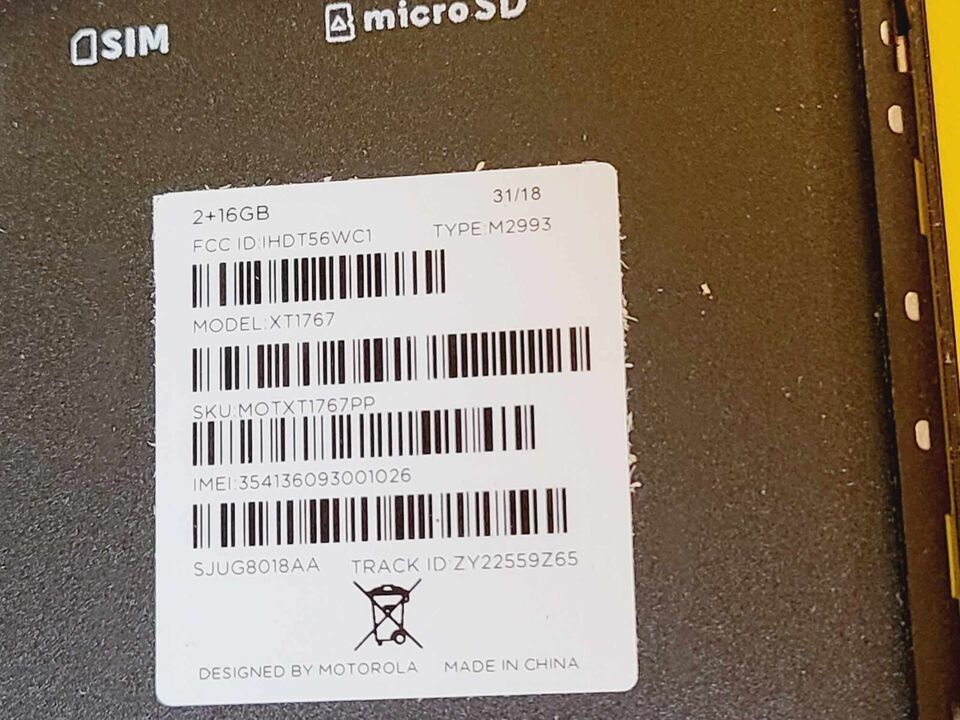 SIM
microSD
2+16GB 31/18
FCC ID:IHDT56WC1 TYPE:M2993
MODEL:XT1767
SKU:MOTXT1767PP
IMEI:354136093001026
SJUG8018AA TRACK ID:ZY22559Z65
DESIGNED BY MOTOROLA MADE IN CHINA